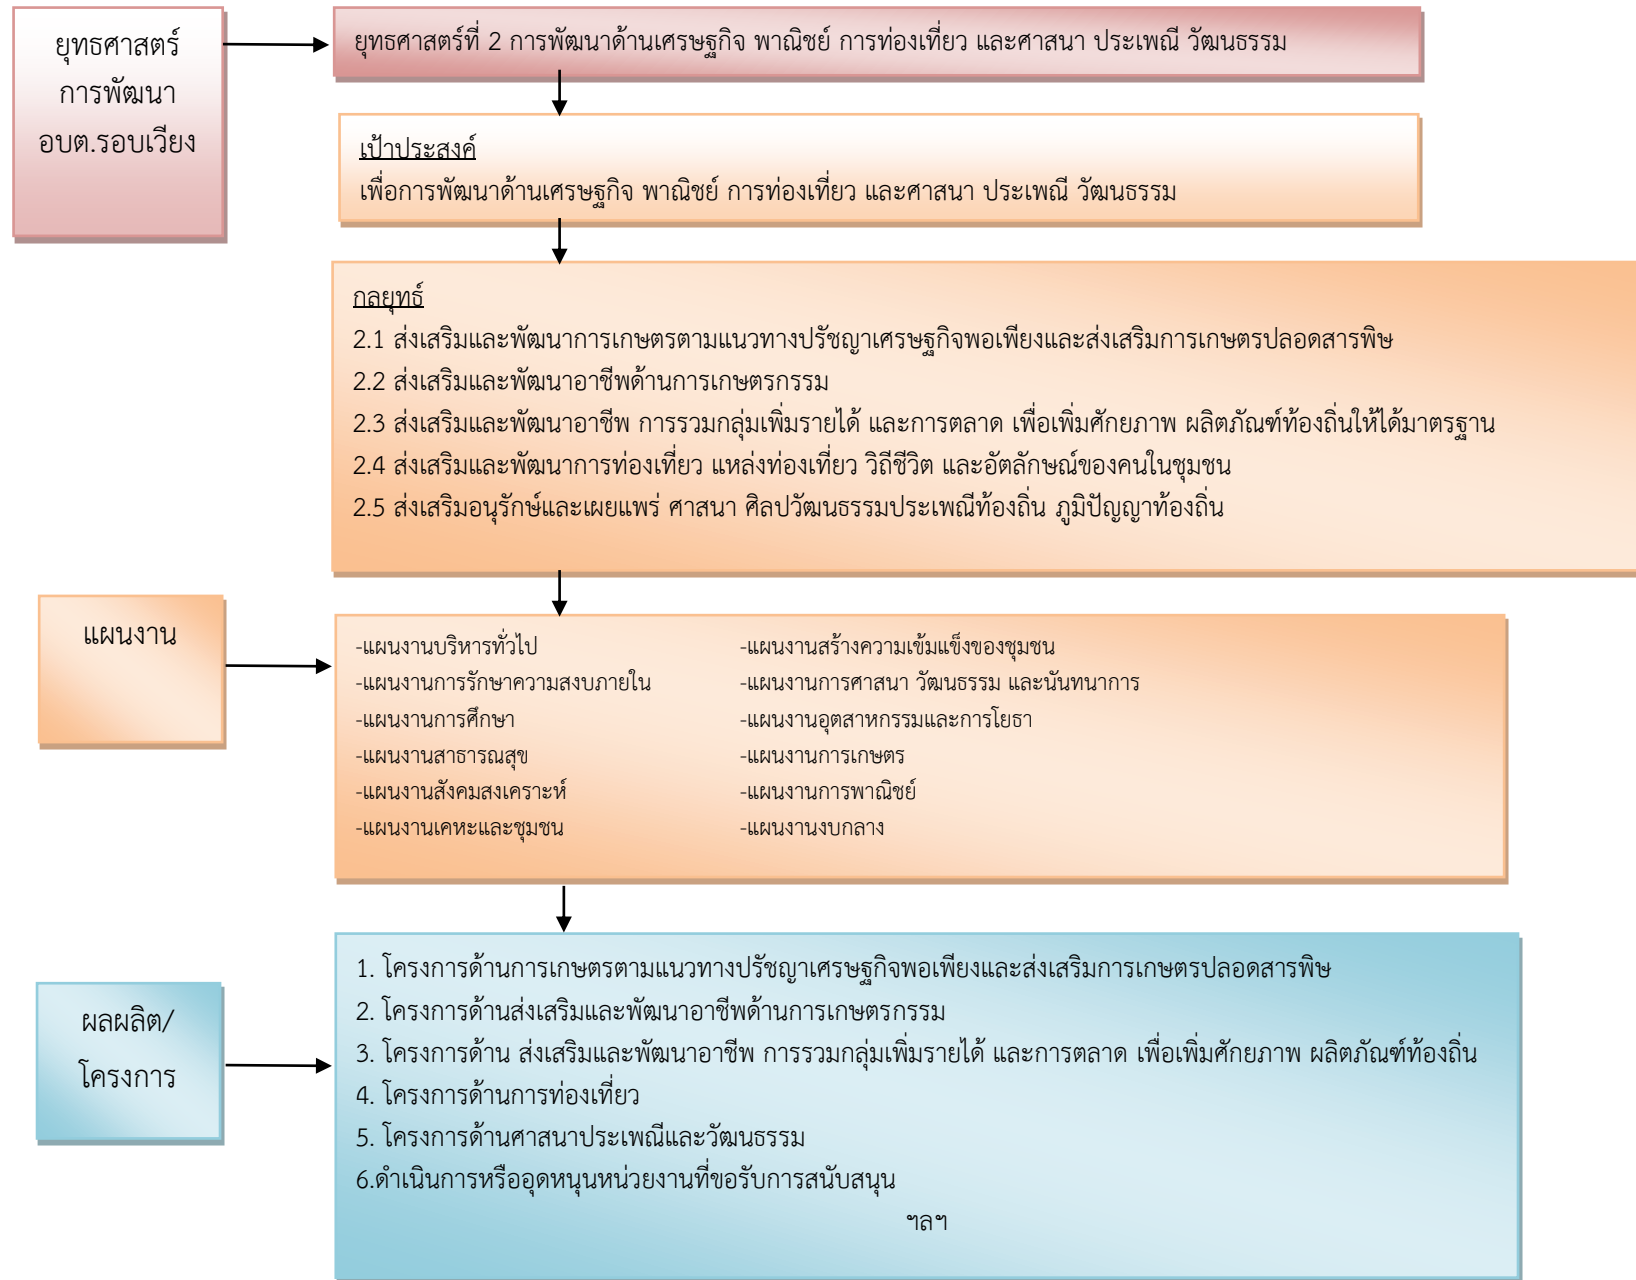 ยุทธศาสตร์
การพัฒนา
อบต.รอบเวียง
ยุทธศาสตร์ที่ 2 การพัฒนาด้านเศรษฐกิจ พาณิชย์ การท่องเที่ยว และศาสนา ประเพณี วัฒนธรรม
เป้าประสงค์
เพื่อการพัฒนาด้านเศรษฐกิจ พาณิชย์ การท่องเที่ยว และศาสนา ประเพณี วัฒนธรรม
กลยุทธ์
2.1 ส่งเสริมและพัฒนาการเกษตรตามแนวทางปรัชญาเศรษฐกิจพอเพียงและส่งเสริมการเกษตรปลอดสารพิษ
2.2 ส่งเสริมและพัฒนาอาชีพด้านการเกษตรกรรม
2.3 ส่งเสริมและพัฒนาอาชีพ การรวมกลุ่มเพิ่มรายได้ และการตลาด เพื่อเพิ่มศักยภาพ ผลิตภัณฑ์ท้องถิ่นให้ได้มาตรฐาน
2.4 ส่งเสริมและพัฒนาการท่องเที่ยว แหล่งท่องเที่ยว วิถีชีวิต และอัตลักษณ์ของคนในชุมชน
2.5 ส่งเสริมอนุรักษ์และเผยแพร่ ศาสนา ศิลปวัฒนธรรมประเพณีท้องถิ่น ภูมิปัญญาท้องถิ่น
แผนงาน
-แผนงานบริหารทั่วไป
-แผนงานการรักษาความสงบภายใน
-แผนงานการศึกษา
-แผนงานสาธารณสุข
-แผนงานสังคมสงเคราะห์
-แผนงานเคหะและชุมชน
-แผนงานสร้างความเข้มแข็งของชุมชน
-แผนงานการศาสนา วัฒนธรรม และนันทนาการ
-แผนงานอุตสาหกรรมและการโยธา
-แผนงานการเกษตร
-แผนงานการพาณิชย์
-แผนงานงบกลาง
ผลผลิต/
โครงการ
1. โครงการด้านการเกษตรตามแนวทางปรัชญาเศรษฐกิจพอเพียงและส่งเสริมการเกษตรปลอดสารพิษ
2. โครงการด้านส่งเสริมและพัฒนาอาชีพด้านการเกษตรกรรม
3. โครงการด้าน ส่งเสริมและพัฒนาอาชีพ การรวมกลุ่มเพิ่มรายได้ และการตลาด เพื่อเพิ่มศักยภาพ ผลิตภัณฑ์ท้องถิ่น
4. โครงการด้านการท่องเที่ยว
5. โครงการด้านศาสนาประเพณีและวัฒนธรรม
6.ดำเนินการหรืออุดหนุนหน่วยงานที่ขอรับการสนับสนุน
ฯลฯ